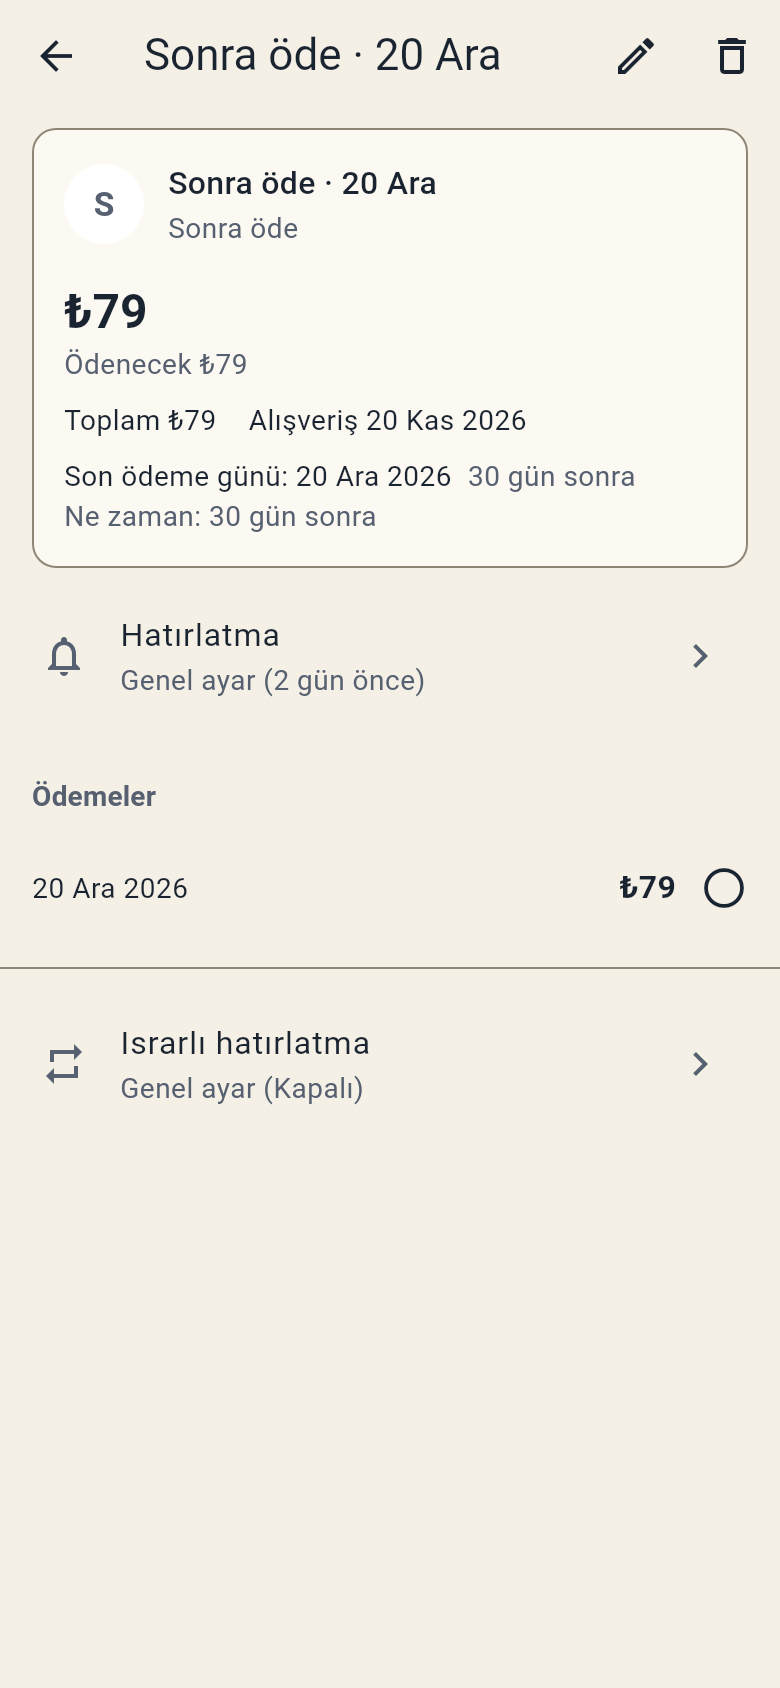 Sonra öde · 20 Ara
S
Sonra öde · 20 Ara
Sonra öde
₺79
Ödenecek ₺79
Toplam ₺79 Alışveriş 20 Kas 2026
Son ödeme günü: 20 Ara 2026 30 gün sonra
Ne zaman: 30 gün sonra
Hatırlatma
Genel ayar (2 gün önce)
Ödemeler
20 Ara 2026 ₺79
Israrlı hatırlatma
Genel ayar (Kapalı)